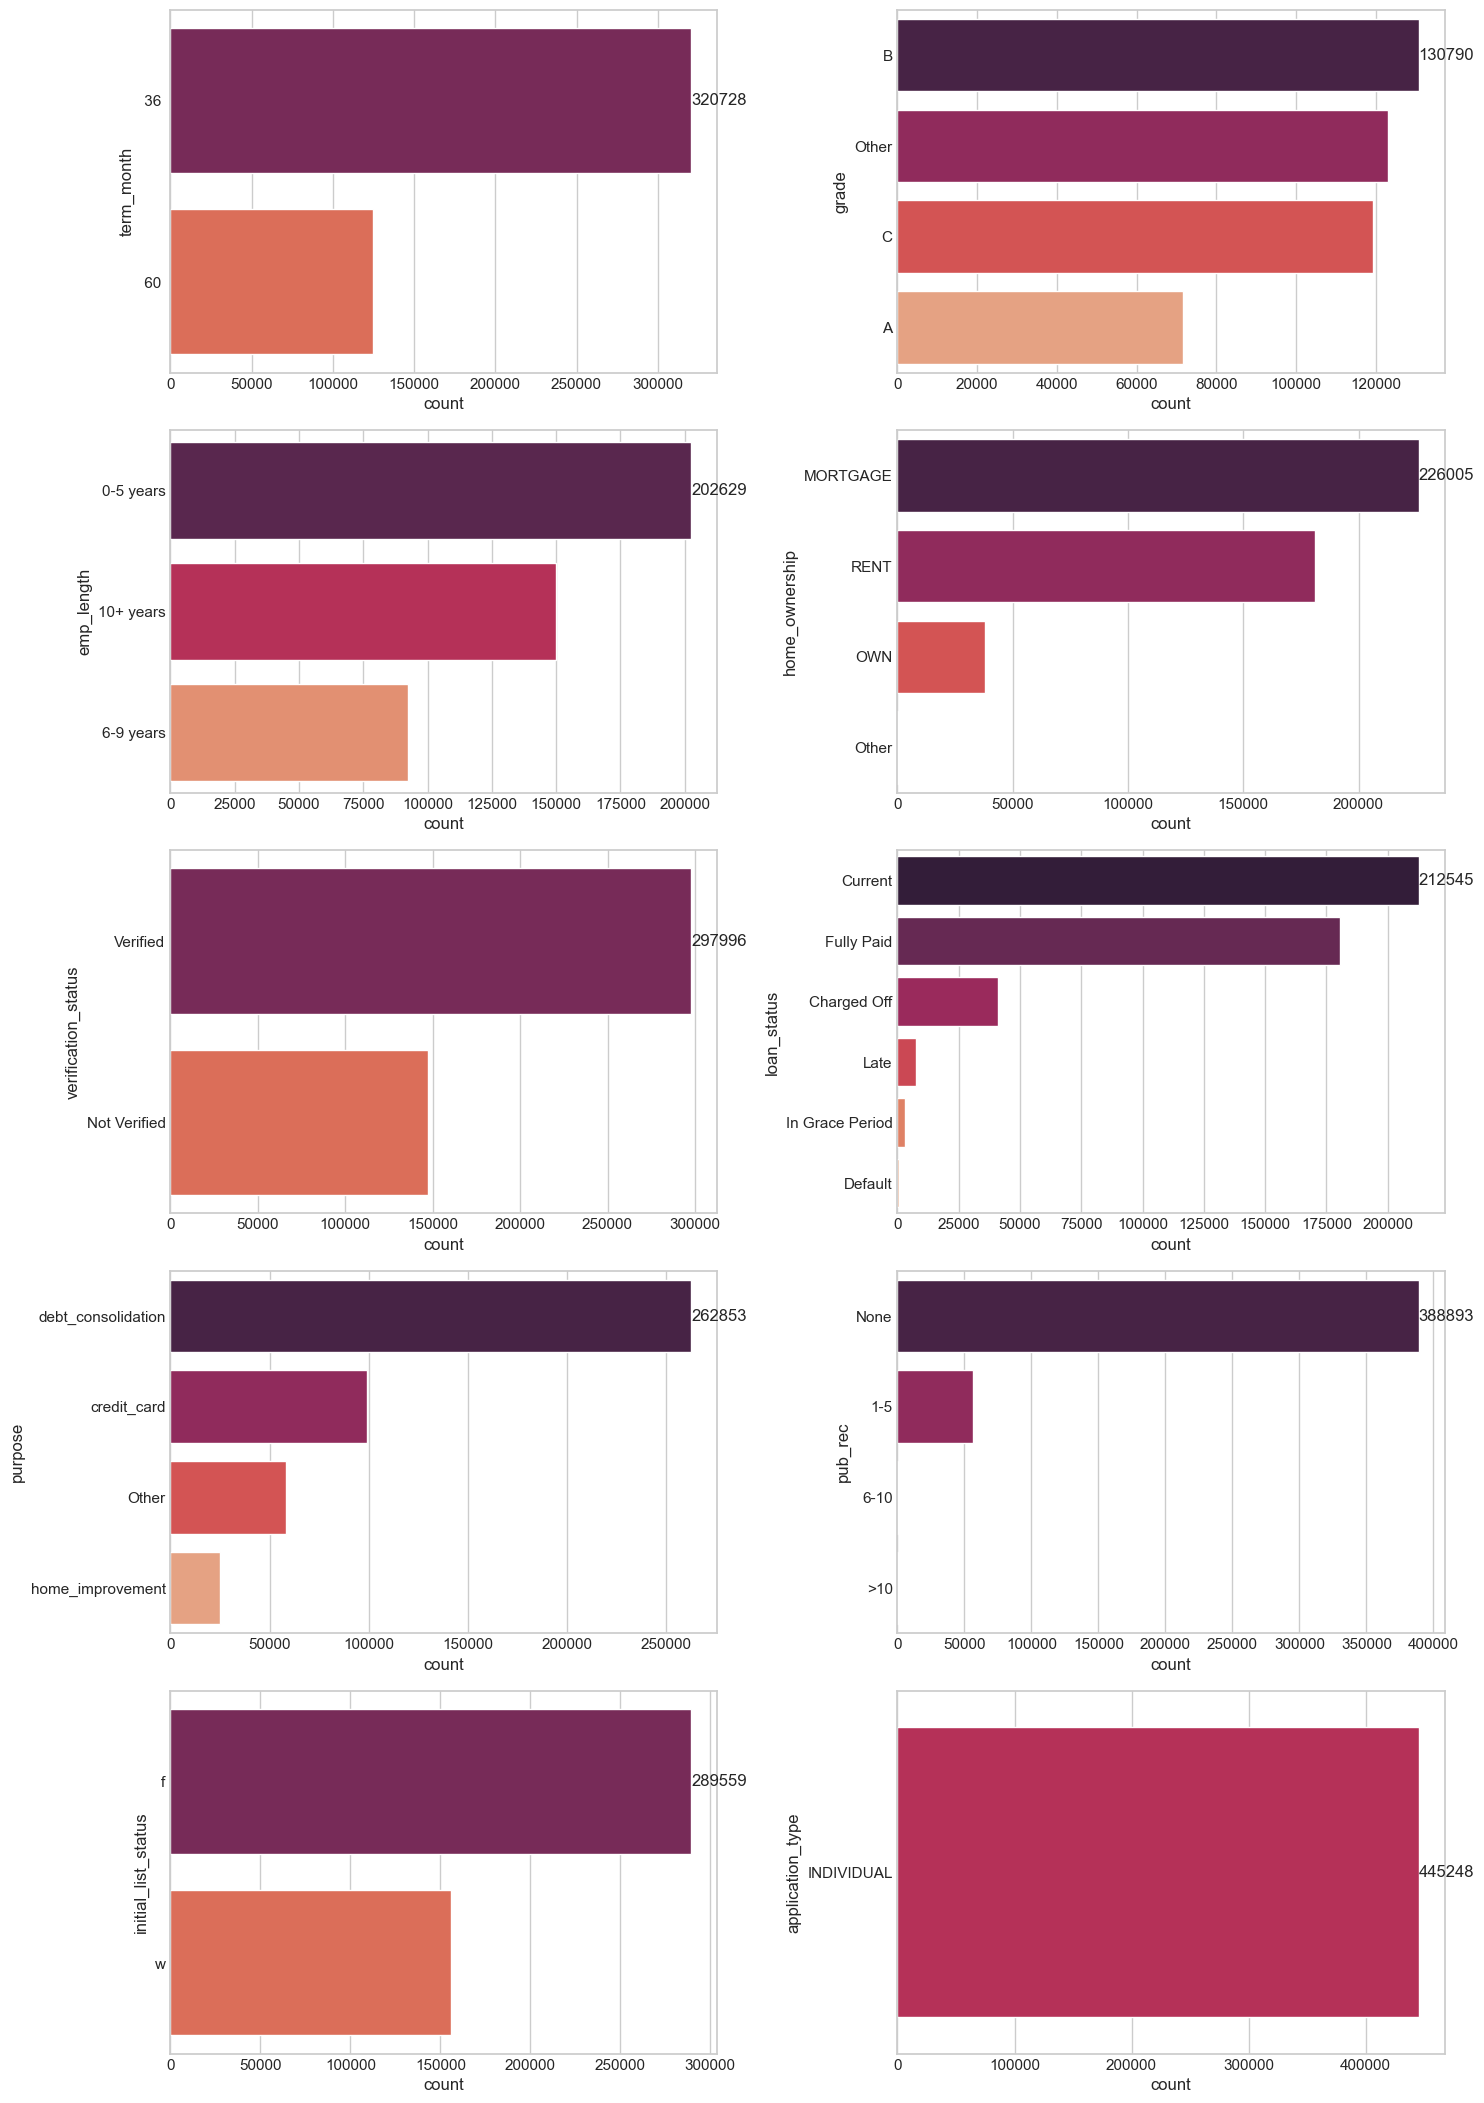 36
320728
60
term_month
0 50000 100000 150000 200000 250000 300000
count
B
130790
Other
C
A
grade
0 20000 40000 60000 80000 100000 120000
count
0-5 years
202629
10+ years
6-9 years
emp_length
0 25000 50000 75000 100000 125000 150000 175000 200000
count
MORTGAGE
226005
RENT
OWN
Other
home_ownership
0 50000 100000 150000 200000
count
Verified
297996
Not Verified
verification_status
0 50000 100000 150000 200000 250000 300000
count
Current
212545
Fully Paid
Charged Off
Late
In Grace Period
Default
loan_status
0 25000 50000 75000 100000 125000 150000 175000 200000
count
debt_consolidation
262853
credit_card
Other
home_improvement
purpose
0 50000 100000 150000 200000 250000
count
None
388893
1-5
6-10
>10
pub_rec
0 50000 100000 150000 200000 250000 300000 350000 400000
count
f
289559
w
initial_list_status
0 50000 100000 150000 200000 250000 300000
count
INDIVIDUAL
445248
application_type
0 100000 200000 300000 400000
count